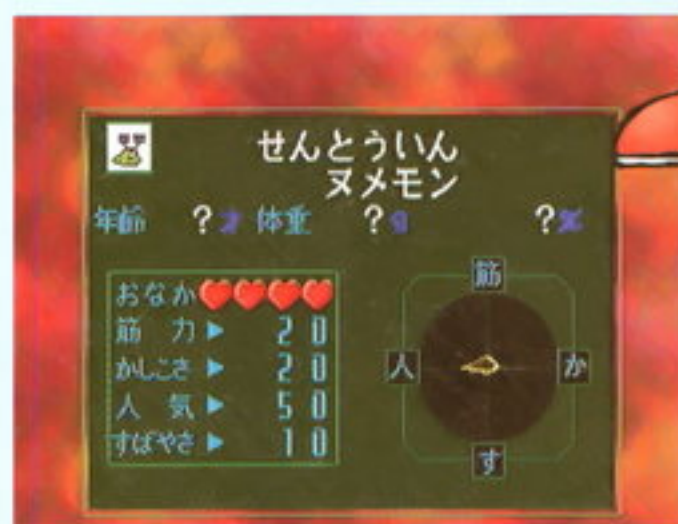 せんとういん
ヌメモン
年齢 ?才 体重 ?g ?%
おなか
筋力▶ 20
かしこさ▶ 20
人気▶ 50
すばやさ▶ 10
筋
人 か
す